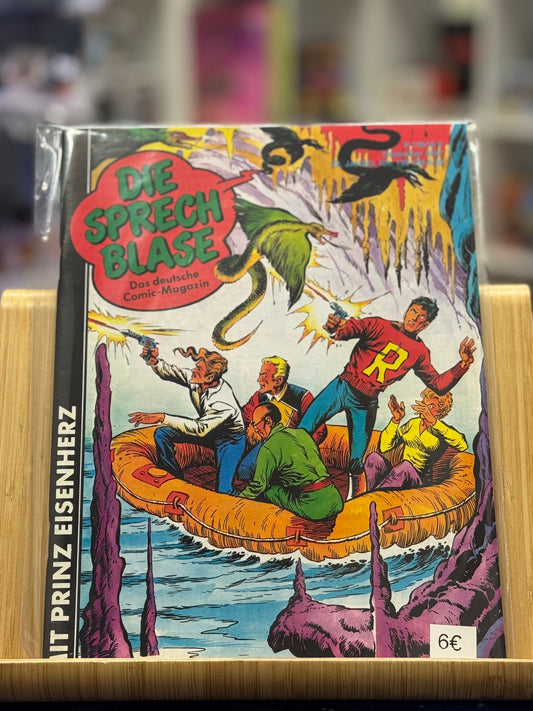 DIE
SPRECH
BLASE
Das deutsche
Comic-Magazin
MIT PRINZ EISENHERZ
R
6€